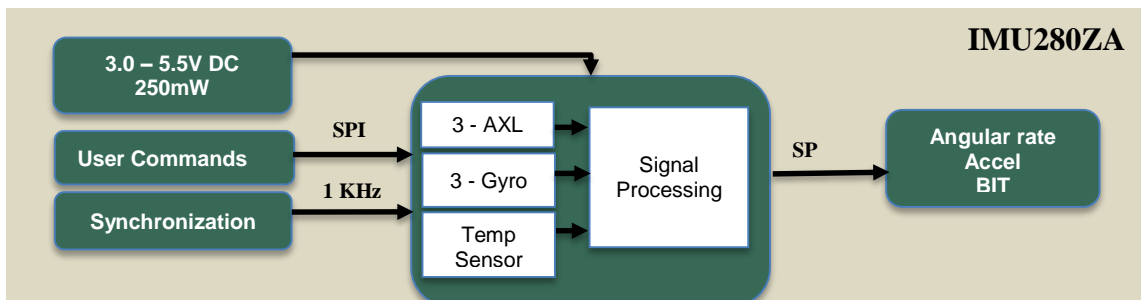 IMU280ZA
3.0 – 5.5V DC
250mW
User Commands
Synchronization
SPI
1 KHz
3 - AXL
3 - Gyro
Temp
Sensor
Signal
Processing
SP
Angular rate
Accel
BIT